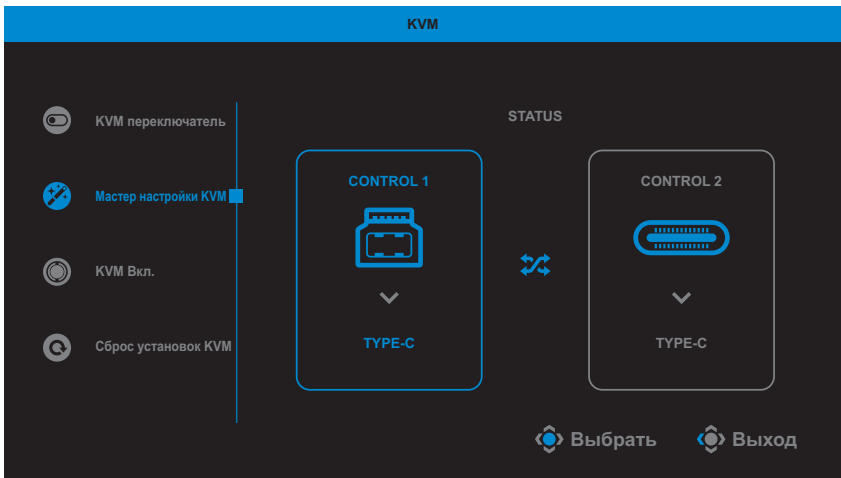 KVM
KVM переключатель
Мастер настройки KVM
KVM Вкл.
Сброс установок KVM
STATUS
CONTROL 1
TYPE-C
CONTROL 2
TYPE-C
Выбрать
Выход